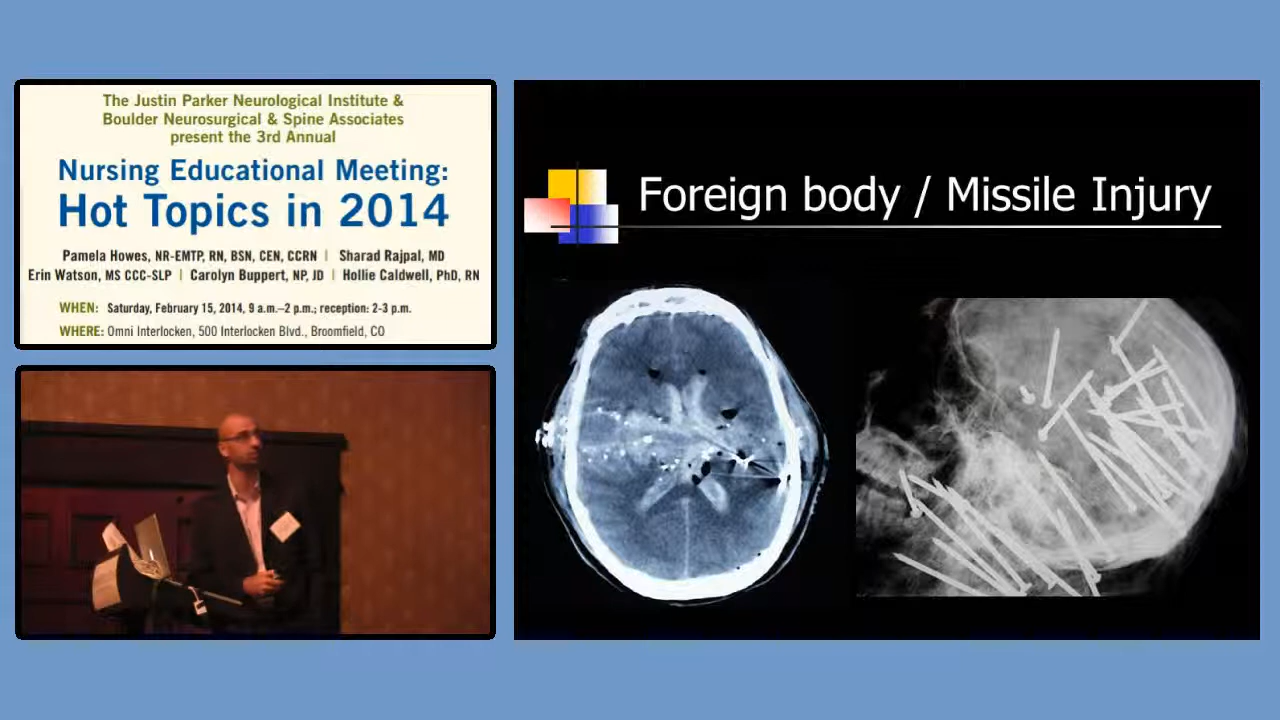 The Justin Parker Neurological Institute &
Boulder Neurosurgical & Spine Associates
present the 3rd Annual
Nursing Educational Meeting:
Hot Topics in 2014
Pamela Howes, NR-EMTP, RN, BSN, CEN, CCRN | Sharad Rajpal, MD
Erin Watson, MS CCC-SLP | Carolyn Buppert, NP, JD | Hollie Caldwell, PhD, RN
WHEN: Saturday, February 15, 2014, 9 a.m.–2 p.m.; reception: 2-3 p.m.
WHERE: Omni Interlocken, 500 Interlocken Blvd., Broomfield, CO
Foreign body / Missile Injury